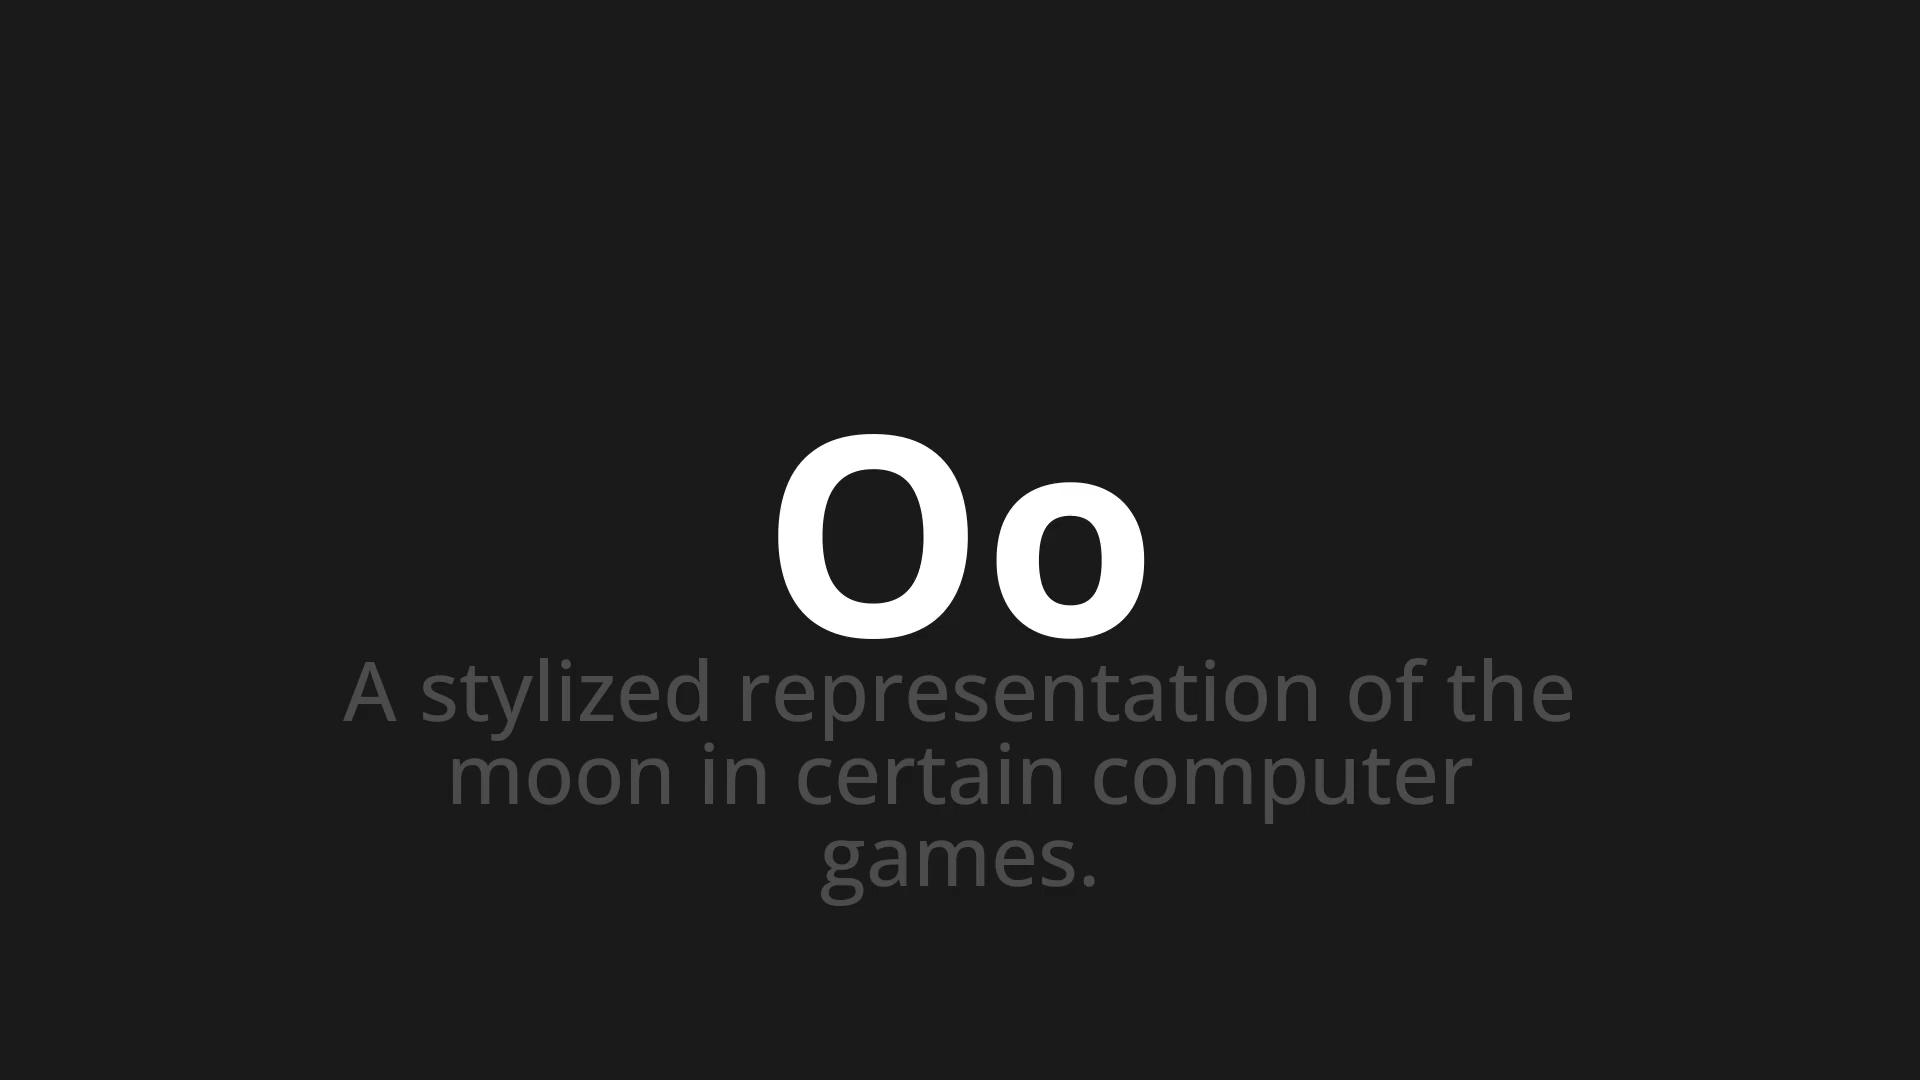 Oo
A stylized representation of the
moon in certain computer
games.